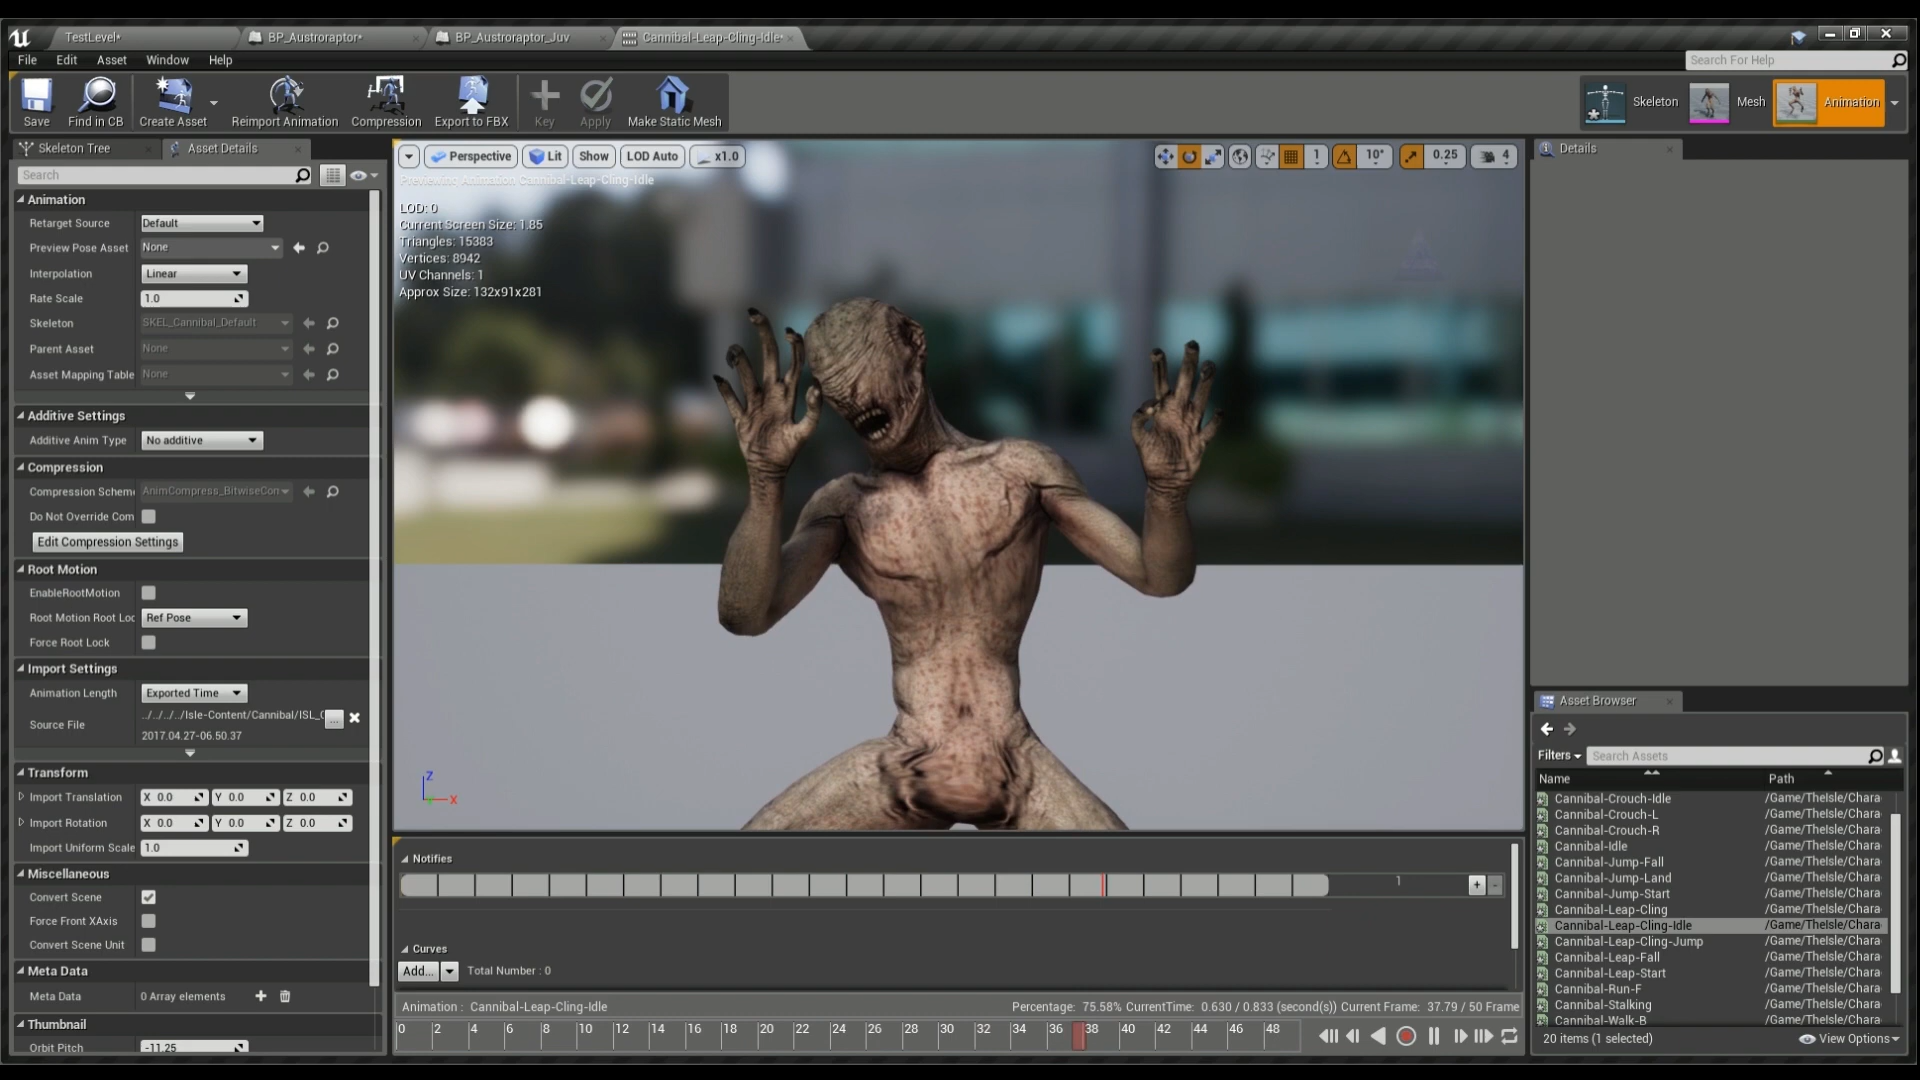 TestLevel*
BP_Austroraptor*
BP_Austroraptor_Juv
Cannibal-Leap-Cling-Idle*
File Edit Asset Window Help
Search For Help
Save
Find in CB
Create Asset
Reimport Animation
Compression
Export to FBX
Key
Apply
Make Static Mesh
Skeleton
Mesh
Animation
Skeleton Tree
Asset Details
Search
Animation
Retarget Source Default
Preview Pose Asset None
Interpolation Linear
Rate Scale 1.0
Skeleton SKEL_Cannibal_Default
Parent Asset None
Asset Mapping Table None
Additive Settings
Additive Anim Type No additive
Compression
Compression Scheme AnimCompress_BitwiseCom
Do Not Override Com
Edit Compression Settings
Root Motion
EnableRootMotion
Root Motion Root Loc Ref Pose
Force Root Lock
Import Settings
Animation Length Exported Time
Source File ../../../../Isle-Content/Cannibal/ISL_C ...
2017.04.27-06.50.37
Transform
Import Translation X 0.0 Y 0.0 Z 0.0
Import Rotation X 0.0 Y 0.0 Z 0.0
Import Uniform Scale 1.0
Miscellaneous
Convert Scene
Force Front XAxis
Convert Scene Unit
Meta Data
Meta Data 0 Array elements
Thumbnail
Orbit Pitch -11.25
Perspective Lit Show LOD Auto x1.0
1 10° 0.25 4
Previewing Animation Cannibal-Leap-Cling-Idle
LOD: 0
Current Screen Size: 1.85
Triangles: 15383
Vertices: 8942
UV Channels: 1
Approx Size: 132x91x281
Z
X
Notifies
1 + -
Curves
Add... Total Number : 0
Animation : Cannibal-Leap-Cling-Idle
Percentage: 75.58% CurrentTime: 0.630 / 0.833 (second(s)) Current Frame: 37.79 / 50 Frame
0 2 4 6 8 10 12 14 16 18 20 22 24 26 28 30 32 34 36 38 40 42 44 46 48
Details
Asset Browser
Filters Search Assets
Name Path
Cannibal-Crouch-Idle /Game/TheIsle/Chara
Cannibal-Crouch-L /Game/TheIsle/Chara
Cannibal-Crouch-R /Game/TheIsle/Chara
Cannibal-Idle /Game/TheIsle/Chara
Cannibal-Jump-Fall /Game/TheIsle/Chara
Cannibal-Jump-Land /Game/TheIsle/Chara
Cannibal-Jump-Start /Game/TheIsle/Chara
Cannibal-Leap-Cling /Game/TheIsle/Chara
Cannibal-Leap-Cling-Idle /Game/TheIsle/Chara
Cannibal-Leap-Cling-Jump /Game/TheIsle/Chara
Cannibal-Leap-Fall /Game/TheIsle/Chara
Cannibal-Leap-Start /Game/TheIsle/Chara
Cannibal-Run-F /Game/TheIsle/Chara
Cannibal-Stalking /Game/TheIsle/Chara
Cannibal-Walk-B /Game/TheIsle/Chara
20 items (1 selected)
View Options